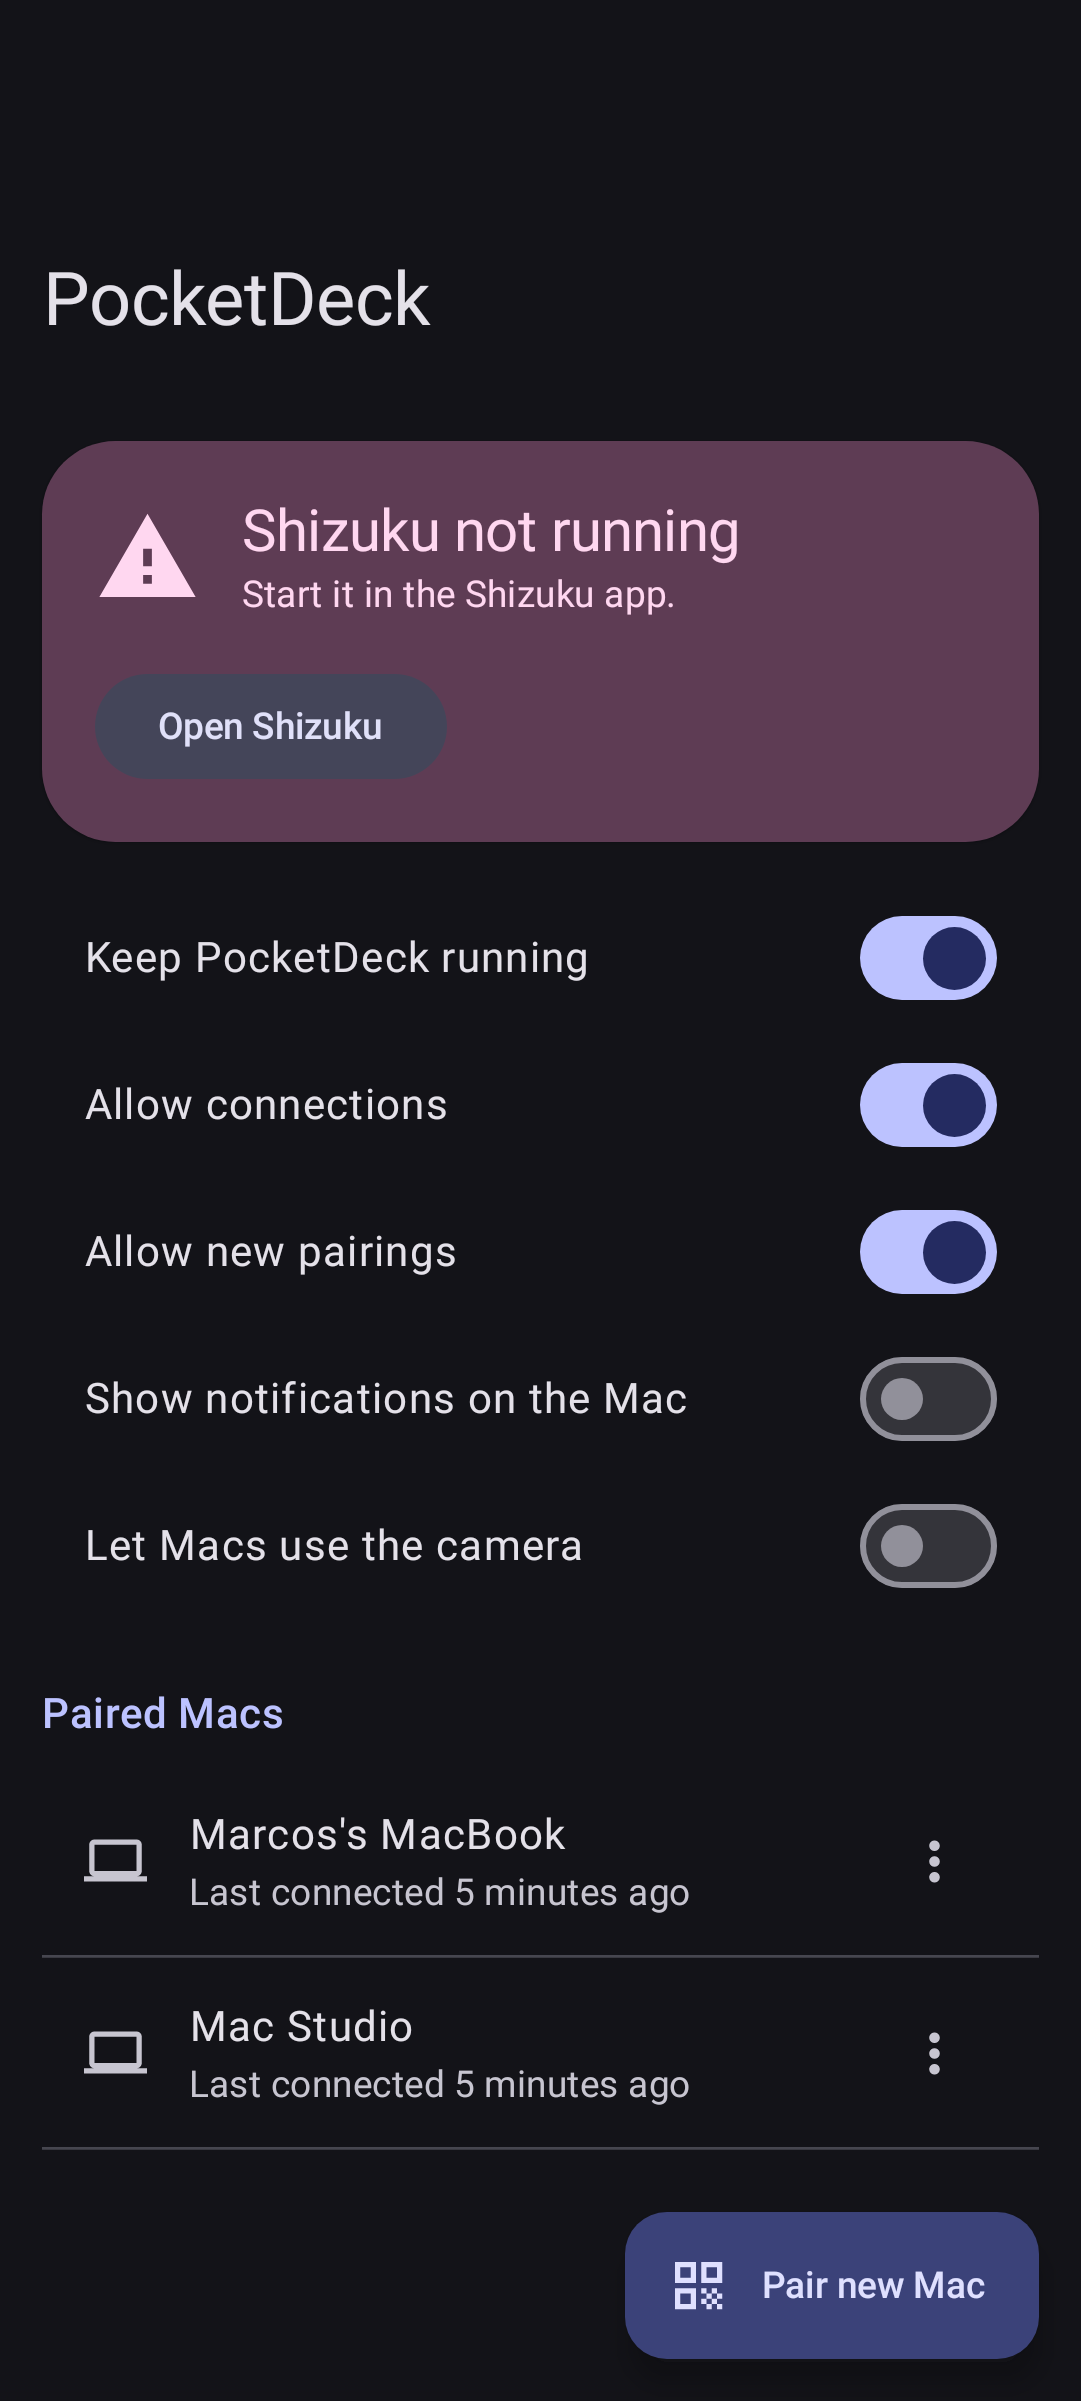 PocketDeck
Shizuku not running
Start it in the Shizuku app.
Open Shizuku
Keep PocketDeck running
Allow connections
Allow new pairings
Show notifications on the Mac
Let Macs use the camera
Paired Macs
Marcos's MacBook
Last connected 5 minutes ago
Mac Studio
Last connected 5 minutes ago
Pair new Mac